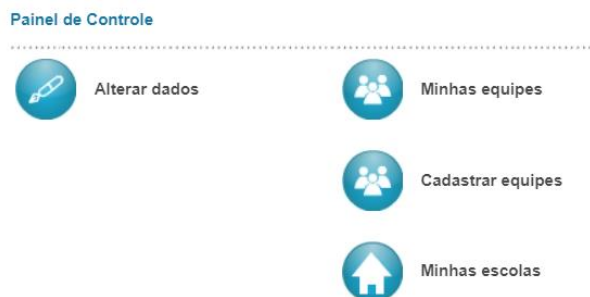 Painel de Controle
Alterar dados
Minhas equipes
Cadastrar equipes
Minhas escolas